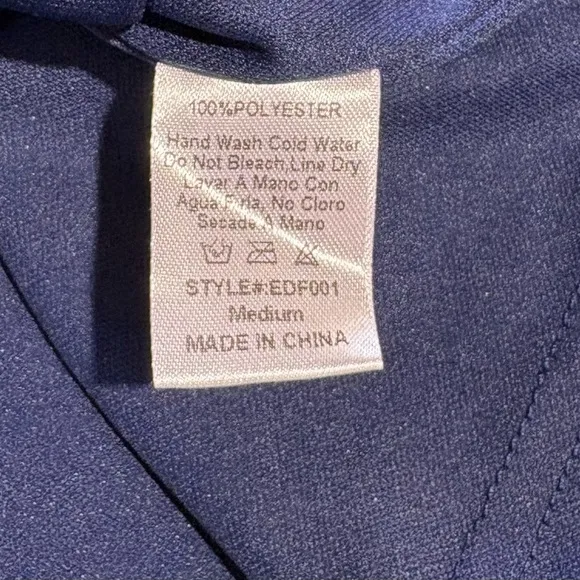 100%POLYESTER
Hand Wash Cold Water
Do Not Bleach,Line Dry
Lavar A Mano Con
Agua Fria, No Cloro
Secade A Mano
STYLE#:EDF001
Medium
MADE IN CHINA